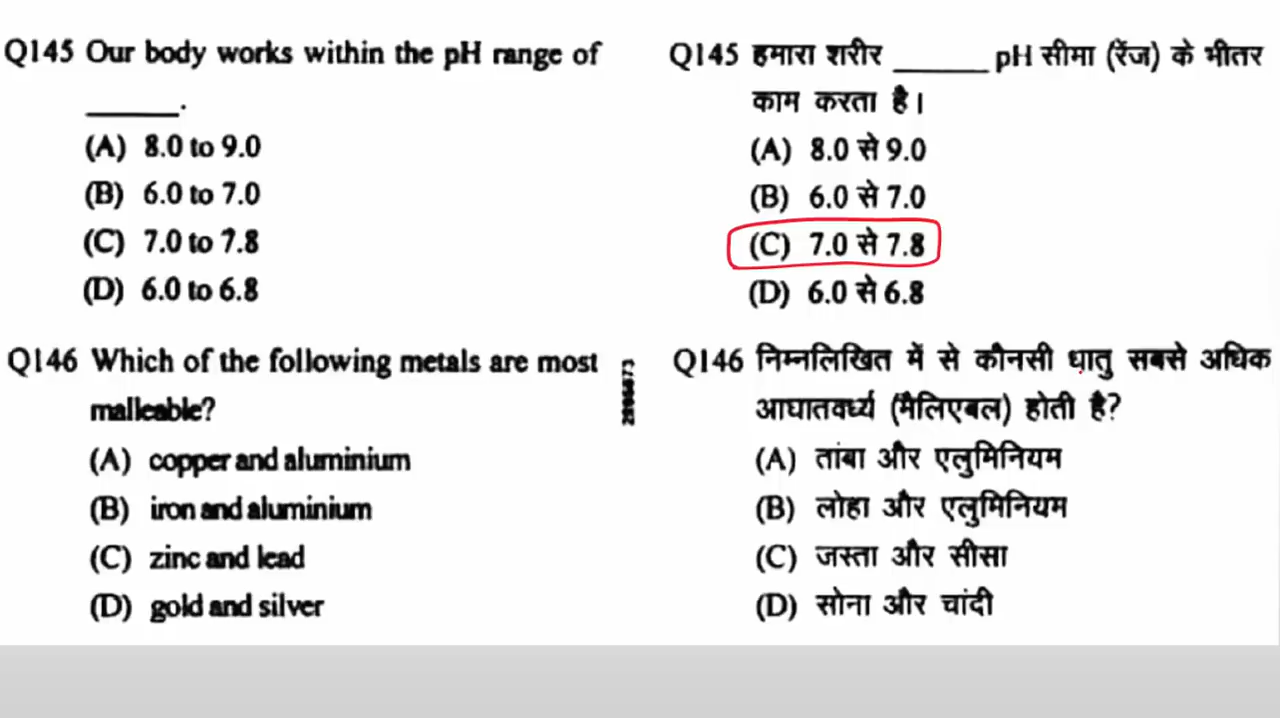 Q145 Our body works within the pH range of
______.
(A) 8.0 to 9.0
(B) 6.0 to 7.0
(C) 7.0 to 7.8
(D) 6.0 to 6.8
Q146 Which of the following metals are most
malleable?
(A) copper and aluminium
(B) iron and aluminium
(C) zinc and lead
(D) gold and silver
Q145 हमारा शरीर ______ pH सीमा (रेंज) के भीतर
काम करता है।
(A) 8.0 से 9.0
(B) 6.0 से 7.0
(C) 7.0 से 7.8
(D) 6.0 से 6.8
Q146 निम्नलिखित में से कौनसी धातु सबसे अधिक
आघातवर्ध्य (मैलिएबल) होती है?
(A) तांबा और एलुमिनियम
(B) लोहा और एलुमिनियम
(C) जस्ता और सीसा
(D) सोना और चांदी